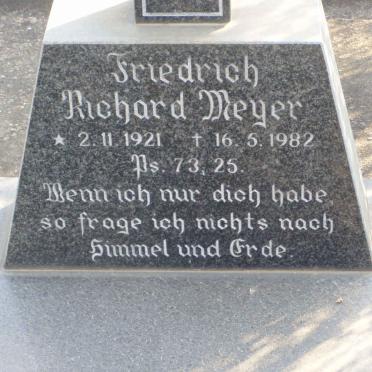 Friedrich
Richard Meyer
★ 2.11.1921 † 16.5.1982
Ps. 73, 25.
Wenn ich nur dich habe,
so frage ich nichts nach
Himmel und Erde.